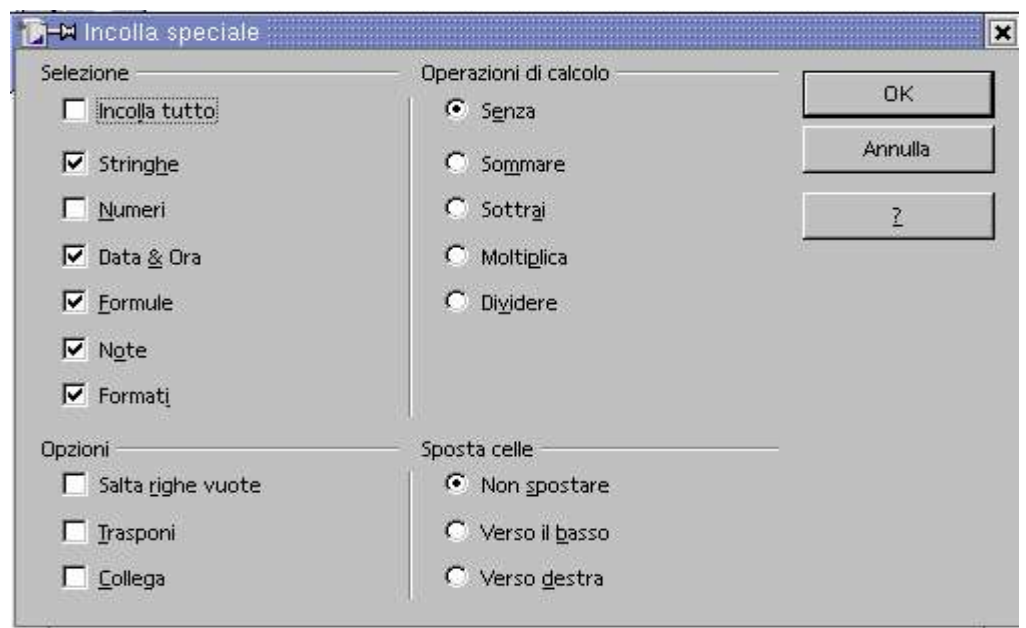 Incolla speciale
Selezione
Incolla tutto
Stringhe
Numeri
Data & Ora
Formule
Note
Formati
Operazioni di calcolo
Senza
Sommare
Sottrai
Moltiplica
Dividere
OK
Annulla
?
Opzioni
Salta righe vuote
Trasponi
Collega
Sposta celle
Non spostare
Verso il basso
Verso destra